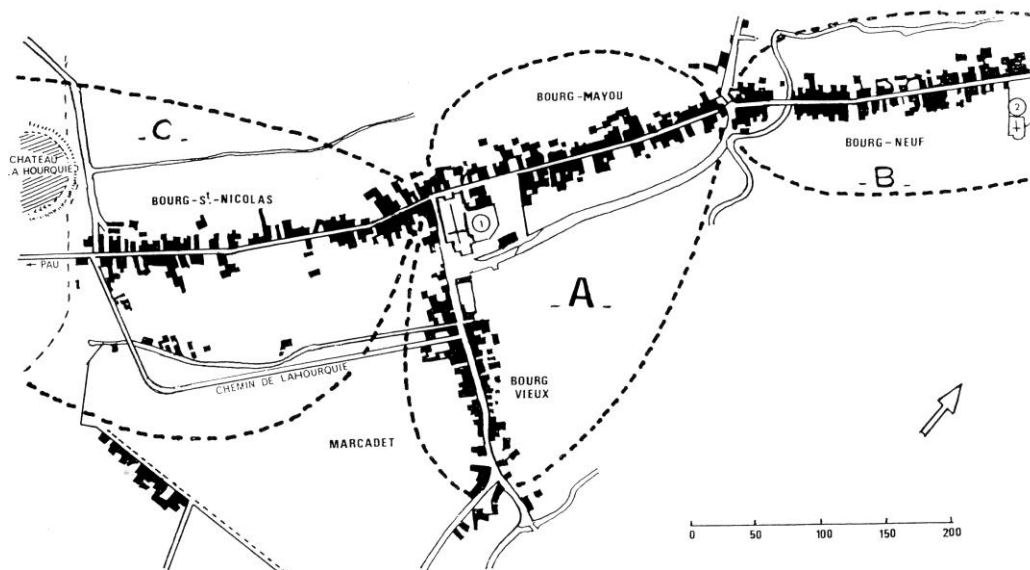 BOURG-MAYOU
2
BOURG-NEUF
B
C
CHATEAU
LA HOURQUIE
BOURG-St-NICOLAS
1
← PAU
1
A
CHEMIN DE LAHOURQUIE
BOURG
VIEUX
MARCADET
0 50 100 150 200